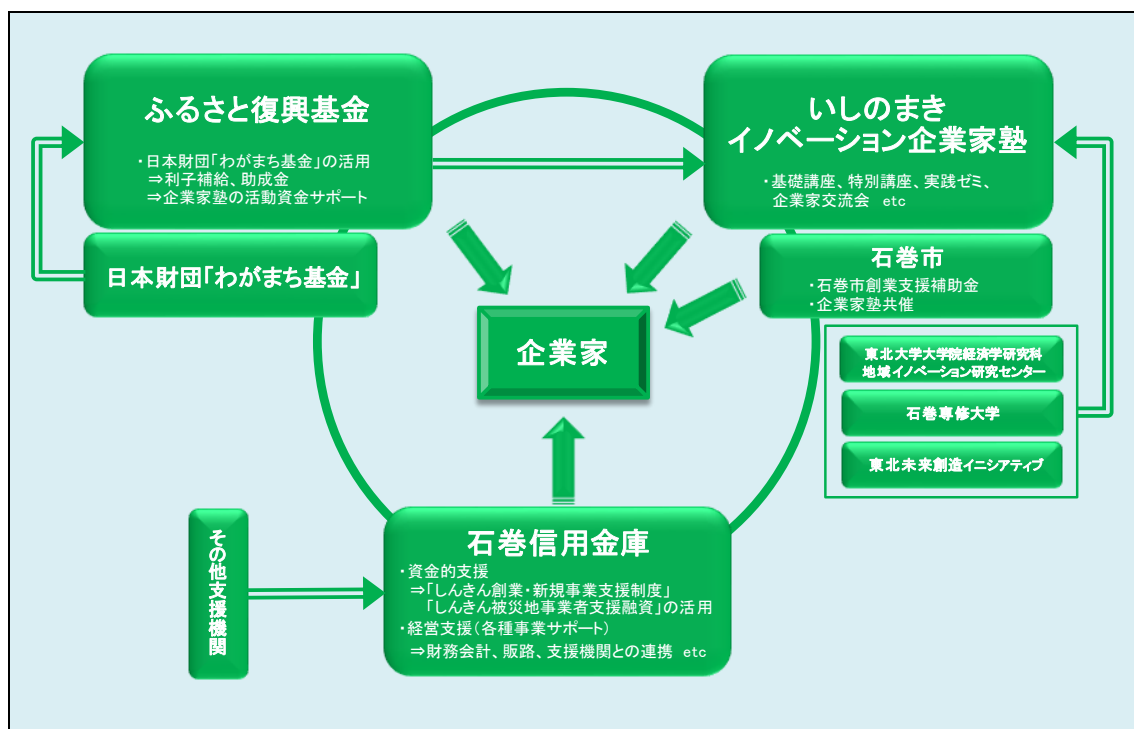 ふるさと復興基金
・日本財団「わがまち基金」の活用
⇒利子補給、助成金
⇒企業家塾の活動資金サポート
日本財団「わがまち基金」
いしのまき
イノベーション企業家塾
・基礎講座、特別講座、実践ゼミ、
企業家交流会 etc
石巻市
・石巻市創業支援補助金
・企業家塾共催
企業家
東北大学大学院経済学研究科
地域イノベーション研究センター
石巻専修大学
東北未来創造イニシアティブ
その他支援機関
石巻信用金庫
・資金的支援
⇒「しんきん創業・新規事業支援制度」
「しんきん被災地事業者支援融資」の活用
・経営支援(各種事業サポート)
⇒財務会計、販路、支援機関との連携 etc